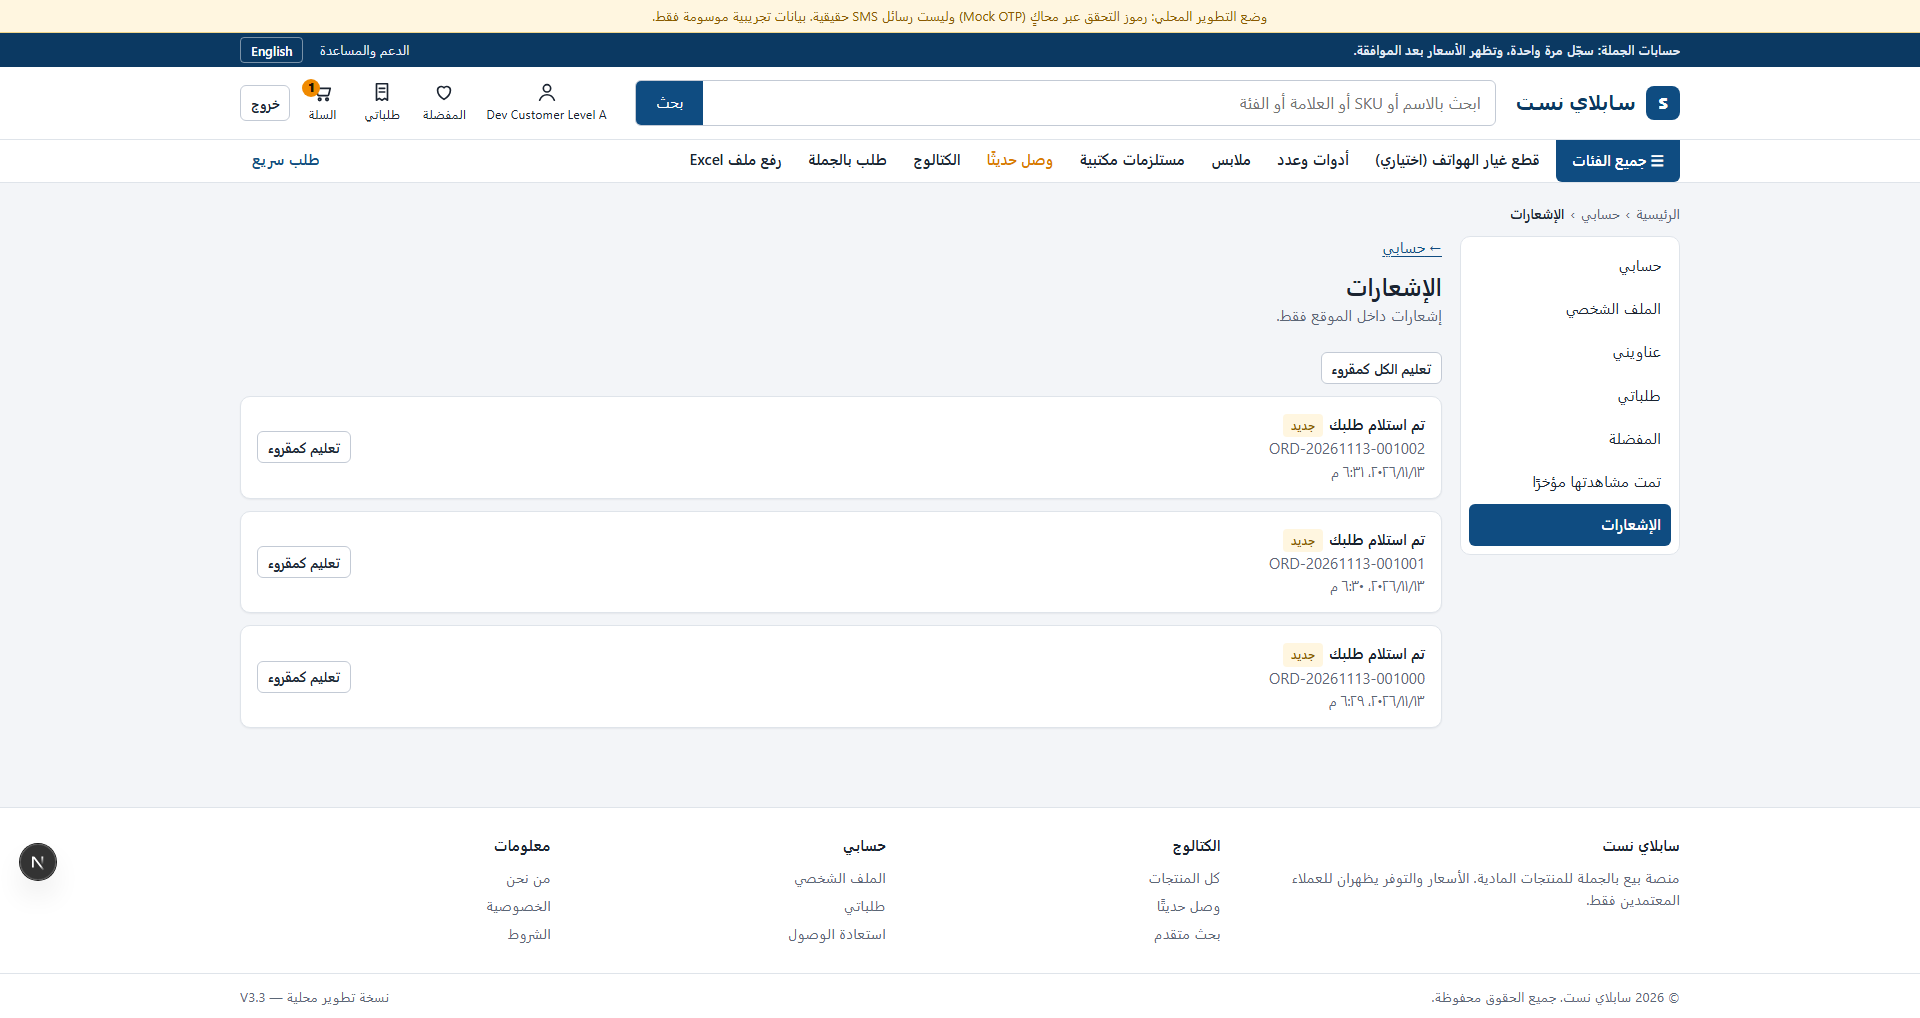 وضع التطوير المحلي: رموز التحقق عبر محاكٍ (Mock OTP) وليست رسائل SMS حقيقية. بيانات تجريبية موسومة فقط.
حسابات الجملة: سجّل مرة واحدة، وتظهر الأسعار بعد الموافقة.
الدعم والمساعدة
English
S
سابلاي نست
ابحث بالاسم أو SKU أو العلامة أو الفئة
بحث
Dev Customer Level A
المفضلة
طلباتي
1
السلة
خروج
☰ جميع الفئات
قطع غيار الهواتف (اختياري)
أدوات وعدد
ملابس
مستلزمات مكتبية
وصل حديثًا
الكتالوج
طلب بالجملة
رفع ملف Excel
طلب سريع
الرئيسية › حسابي › الإشعارات
حسابي
الملف الشخصي
عناويني
طلباتي
المفضلة
تمت مشاهدتها مؤخرًا
الإشعارات
← حسابي
الإشعارات
إشعارات داخل الموقع فقط.
تعليم الكل كمقروء
تم استلام طلبك جديد
ORD-20261113-001002
١٣‏/١١‏/٢٠٢٦، ٦:٣١ م
تعليم كمقروء
تم استلام طلبك جديد
ORD-20261113-001001
١٣‏/١١‏/٢٠٢٦، ٦:٣٠ م
تعليم كمقروء
تم استلام طلبك جديد
ORD-20261113-001000
١٣‏/١١‏/٢٠٢٦، ٦:٢٩ م
تعليم كمقروء
سابلاي نست
منصة بيع بالجملة للمنتجات المادية. الأسعار والتوفر يظهران للعملاء
المعتمدين فقط.
الكتالوج
كل المنتجات
وصل حديثًا
بحث متقدم
حسابي
الملف الشخصي
طلباتي
استعادة الوصول
معلومات
من نحن
الخصوصية
الشروط
N
© 2026 سابلاي نست. جميع الحقوق محفوظة.
نسخة تطوير محلية — V3.3